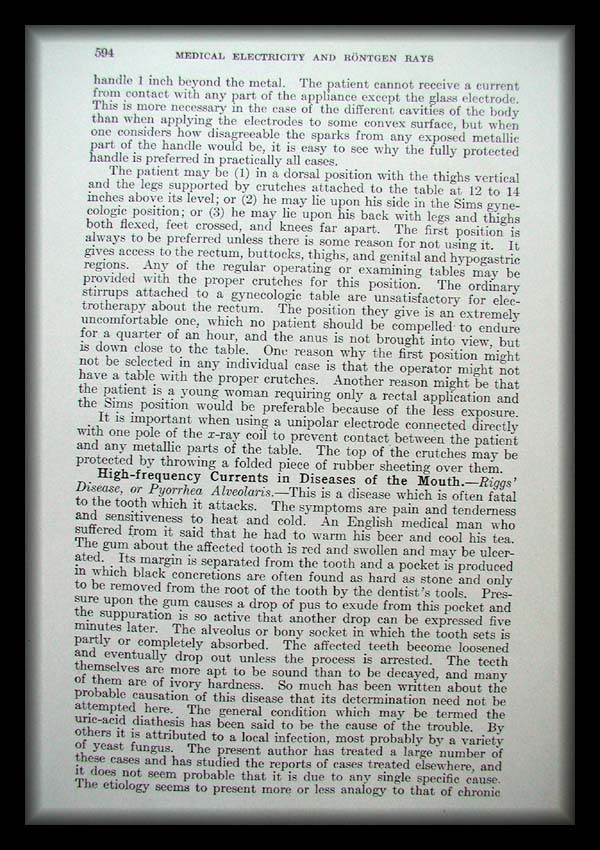 594
MEDICAL ELECTRICITY AND RÖNTGEN RAYS
handle 1 inch beyond the metal. The patient cannot receive a current
from contact with any part of the appliance except the glass electrode.
This is more necessary in the case of the different cavities of the body
than when applying the electrodes to some convex surface, but when
one considers how disagreeable the sparks from any exposed metallic
part of the handle would be, it is easy to see why the fully protected
handle is preferred in practically all cases.
The patient may be (1) in a dorsal position with the thighs vertical
and the legs supported by crutches attached to the table at 12 to 14
inches above its level; or (2) he may lie upon his side in the Sims gyne-
cologic position; or (3) he may lie upon his back with legs and thighs
both flexed, feet crossed, and knees far apart. The first position is
always to be preferred unless there is some reason for not using it. It
gives access to the rectum, buttocks, thighs, and genital and hypogastric
regions. Any of the regular operating or examining tables may be
provided with the proper crutches for this position. The ordinary
stirrups attached to a gynecologic table are unsatisfactory for elec-
trotherapy about the rectum. The position they give is an extremely
uncomfortable one, which no patient should be compelled to endure
for a quarter of an hour, and the anus is not brought into view, but
is down close to the table. One reason why the first position might
not be selected in any individual case is that the operator might not
have a table with the proper crutches. Another reason might be that
the patient is a young woman requiring only a rectal application and
the Sims position would be preferable because of the less exposure.
It is important when using a unipolar electrode connected directly
with one pole of the x-ray coil to prevent contact between the patient
and any metallic parts of the table. The top of the crutches may be
protected by throwing a folded piece of rubber sheeting over them.
High-frequency Currents in Diseases of the Mouth.—Riggs'
Disease, or Pyorrhea Alveolaris.—This is a disease which is often fatal
to the tooth which it attacks. The symptoms are pain and tenderness
and sensitiveness to heat and cold. An English medical man who
suffered from it said that he had to warm his beer and cool his tea.
The gum about the affected tooth is red and swollen and may be ulcer-
ated. Its margin is separated from the tooth and a pocket is produced
in which black concretions are often found as hard as stone and only
to be removed from the root of the tooth by the dentist's tools. Pres-
sure upon the gum causes a drop of pus to exude from this pocket and
the suppuration is so active that another drop can be expressed five
minutes later. The alveolus or bony socket in which the tooth sets is
partly or completely absorbed. The affected teeth become loosened
and eventually drop out unless the process is arrested. The teeth
themselves are more apt to be sound than to be decayed, and many
of them are of ivory hardness. So much has been written about the
probable causation of this disease that its determination need not be
attempted here. The general condition which may be termed the
uric-acid diathesis has been said to be the cause of the trouble. By
others it is attributed to a local infection, most probably by a variety
of yeast fungus. The present author has treated a large number of
these cases and has studied the reports of cases treated elsewhere, and
it does not seem probable that it is due to any single specific cause.
The etiology seems to present more or less analogy to that of chronic